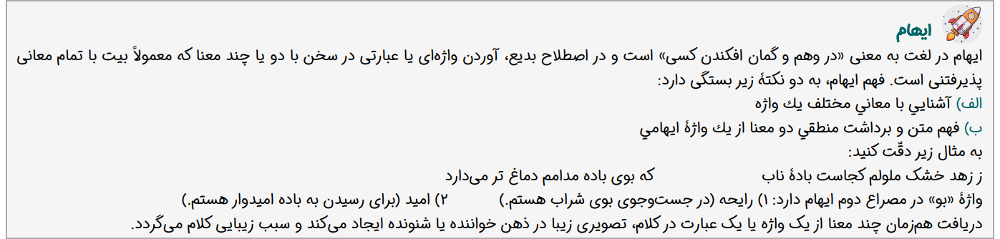 ایهام
ایهام در لغت به معنی «در وهم و گمان افکندن کسی» است و در اصطلاح بدیع، آوردن واژه‌ای یا عبارتی در سخن با دو یا چند معنا که معمولاً بیت با تمام معانی
پذیرفتنی است. فهم ایهام، به دو نکتهٔ زیر بستگی دارد:
الف) آشنايي با معاني مختلف يك واژه
ب) فهم متن و برداشت منطقي دو معنا از يك واژهٔ ايهامي
به مثال زیر دقّت کنید:
ز زهد خشک ملولم کجاست بادهٔ ناب که بوی باده مدامم دماغ تر می‌دارد
واژهٔ «بو» در مصراع دوم ایهام دارد: ۱) رایحه (در جست‌وجوی بوی شراب هستم.) ۲) امید (برای رسیدن به باده امیدوار هستم.)
دریافت هم‌زمان چند معنا از یک واژه یا یک عبارت در کلام، تصویری زیبا در ذهن خواننده یا شنونده ایجاد می‌کند و سبب زیبایی کلام می‌گردد.